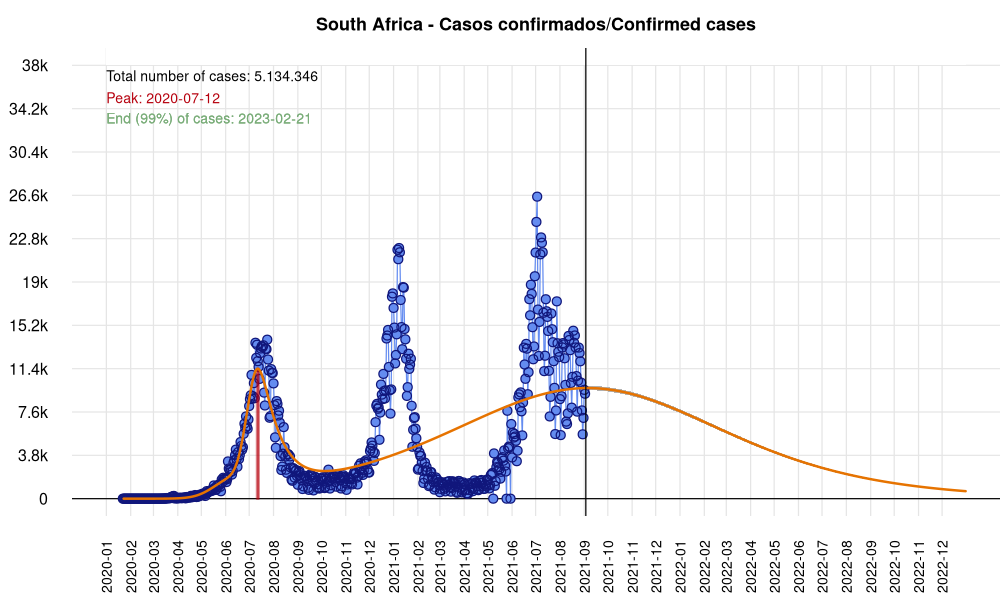 South Africa - Casos confirmados/Confirmed cases
Total number of cases: 5.134.346
Peak: 2020-07-12
End (99%) of cases: 2023-02-21
38k
34.2k
30.4k
26.6k
22.8k
19k
15.2k
11.4k
7.6k
3.8k
0
2020-01
2020-02
2020-03
2020-04
2020-05
2020-06
2020-07
2020-08
2020-09
2020-10
2020-11
2020-12
2021-01
2021-02
2021-03
2021-04
2021-05
2021-06
2021-07
2021-08
2021-09
2021-10
2021-11
2021-12
2022-01
2022-02
2022-03
2022-04
2022-05
2022-06
2022-07
2022-08
2022-09
2022-10
2022-11
2022-12